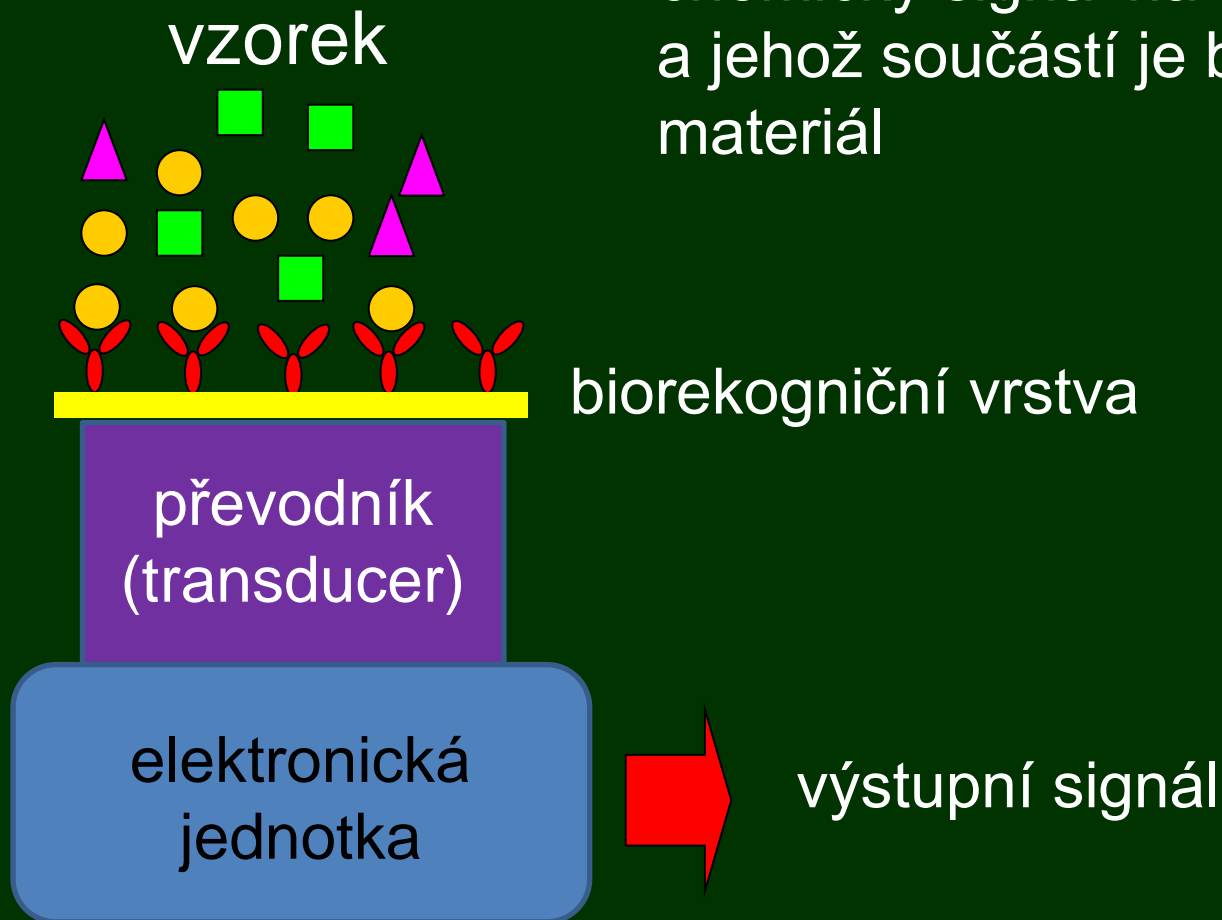 vzorek
a jehož součástí je
materiál
biorekogniční vrstva
převodník
(transducer)
elektronická
jednotka
výstupní signál